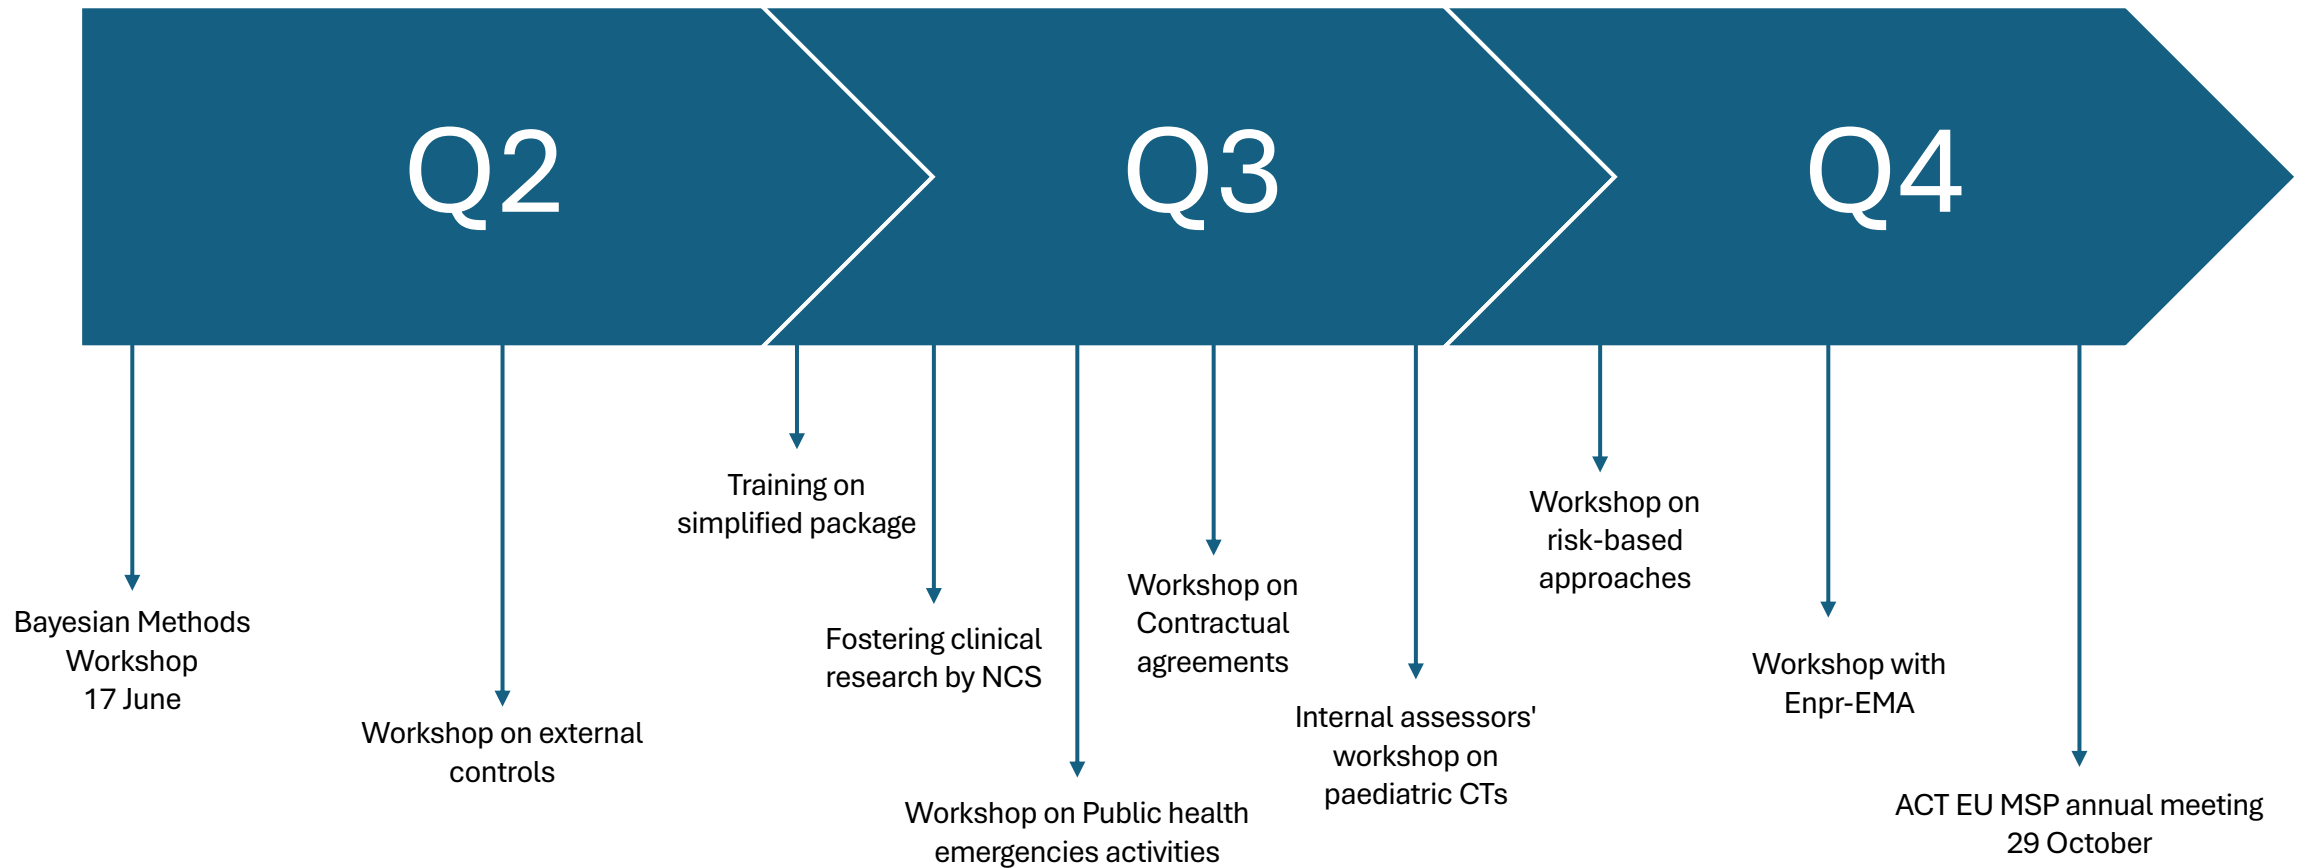 Q2
Q3
Q4
Bayesian Methods
Workshop
17 June
Workshop on external
controls
Training on
simplified package
Fostering clinical
research by NCS
Workshop on Public health
emergencies activities
Workshop on
Contractual
agreements
Internal assessors'
workshop on
paediatric CTs
Workshop on
risk-based
approaches
Workshop with
Enpr-EMA
ACT EU MSP annual meeting
29 October